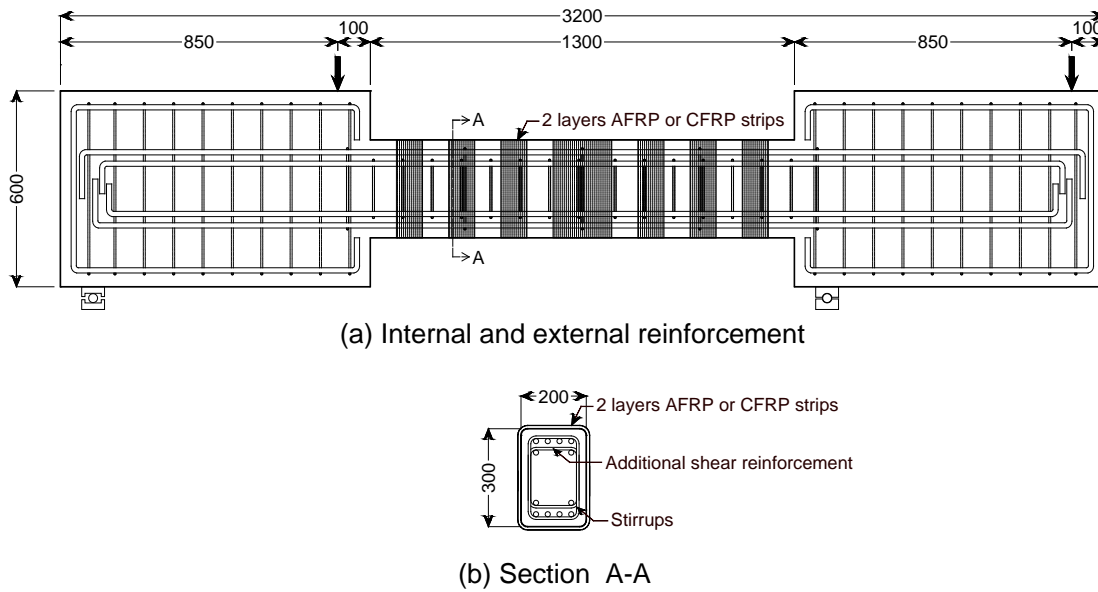 3200
850
100
1300
850
100
A
2 layers AFRP or CFRP strips
600
A
(a) Internal and external reinforcement
200
2 layers AFRP or CFRP strips
300
Additional shear reinforcement
Stirrups
(b) Section A-A